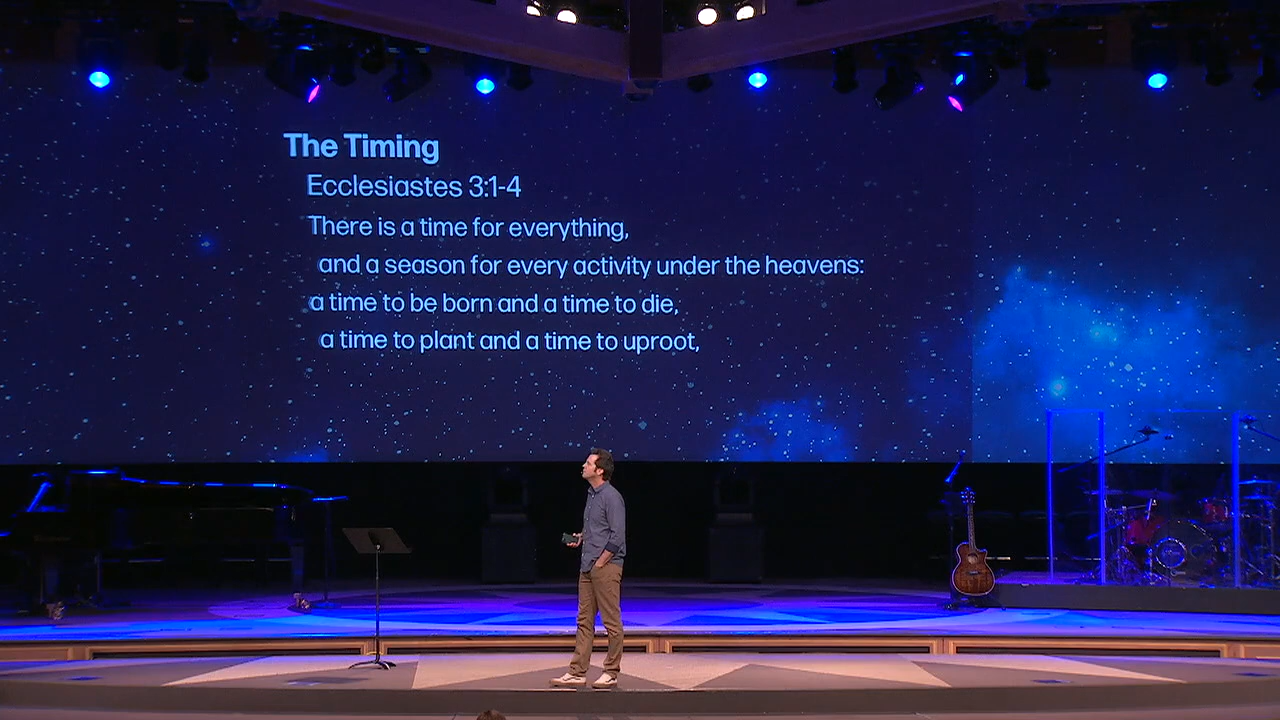 The Timing
Ecclesiastes 3:1-4
There is a time for everything,
and a season for every activity under the heavens:
a time to be born and a time to die,
a time to plant and a time to uproot,